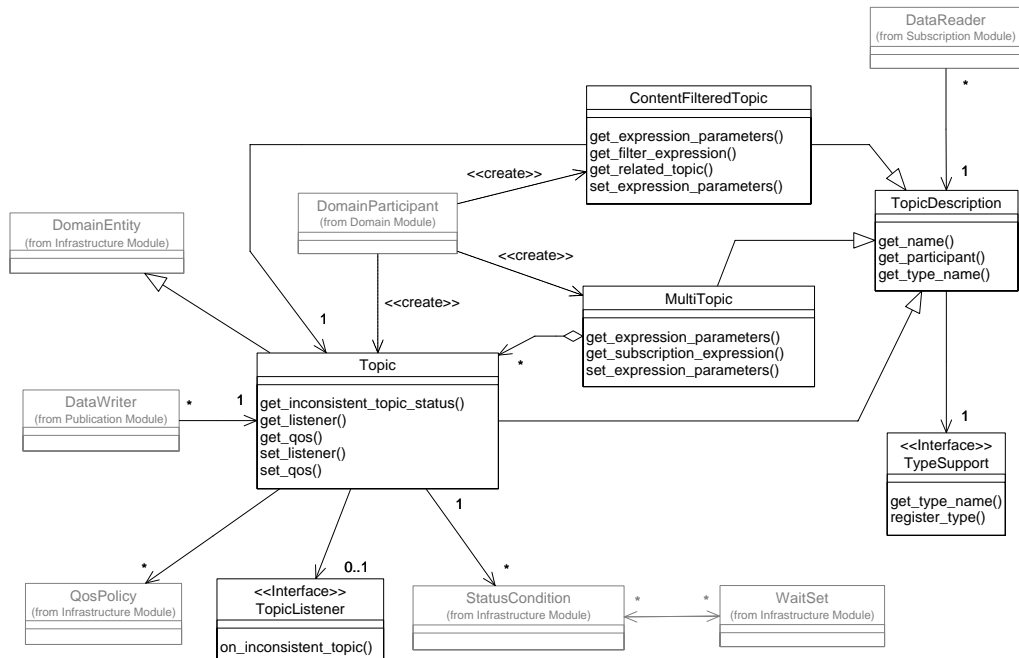 DataReader
(from Subscription Module)
*
1
ContentFilteredTopic
get_expression_parameters()
get_filter_expression()
get_related_topic()
set_expression_parameters()
<<create>>
DomainParticipant
(from Domain Module)
<<create>>
<<create>>
TopicDescription
get_name()
get_participant()
get_type_name()
DomainEntity
(from Infrastructure Module)
MultiTopic
get_expression_parameters()
get_subscription_expression()
set_expression_parameters()
1
*
Topic
get_inconsistent_topic_status()
get_listener()
get_qos()
set_listener()
set_qos()
DataWriter
(from Publication Module)
*
1
1
<<Interface>>
TypeSupport
get_type_name()
register_type()
1
*
0..1
*
QosPolicy
(from Infrastructure Module)
<<Interface>>
TopicListener
on_inconsistent_topic()
StatusCondition
(from Infrastructure Module)
*
*
WaitSet
(from Infrastructure Module)